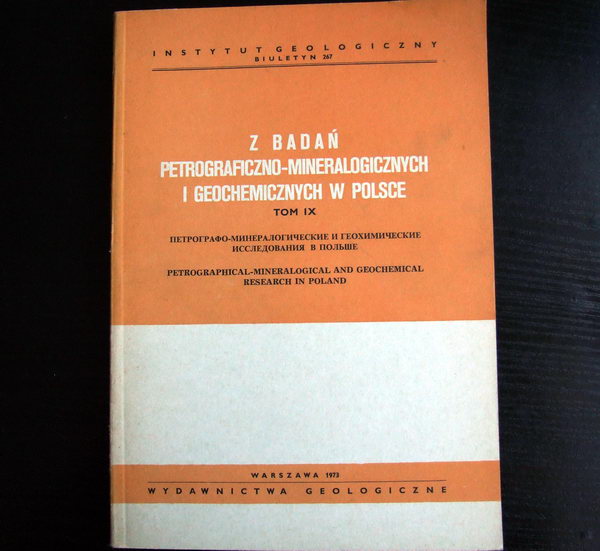 INSTYTUT GEOLOGICZNY
BIULETYN 267
Z BADAŃ
PETROGRAFICZNO-MINERALOGICZNYCH
I GEOCHEMICZNYCH W POLSCE
TOM IX
ПЕТРОГРАФО-МИНЕРАЛОГИЧЕСКИЕ И ГЕОХИМИЧЕСКИЕ
ИССЛЕДОВАНИЯ В ПОЛЬШЕ
PETROGRAPHICAL-MINERALOGICAL AND GEOCHEMICAL
RESEARCH IN POLAND
WARSZAWA 1973
WYDAWNICTWA GEOLOGICZNE